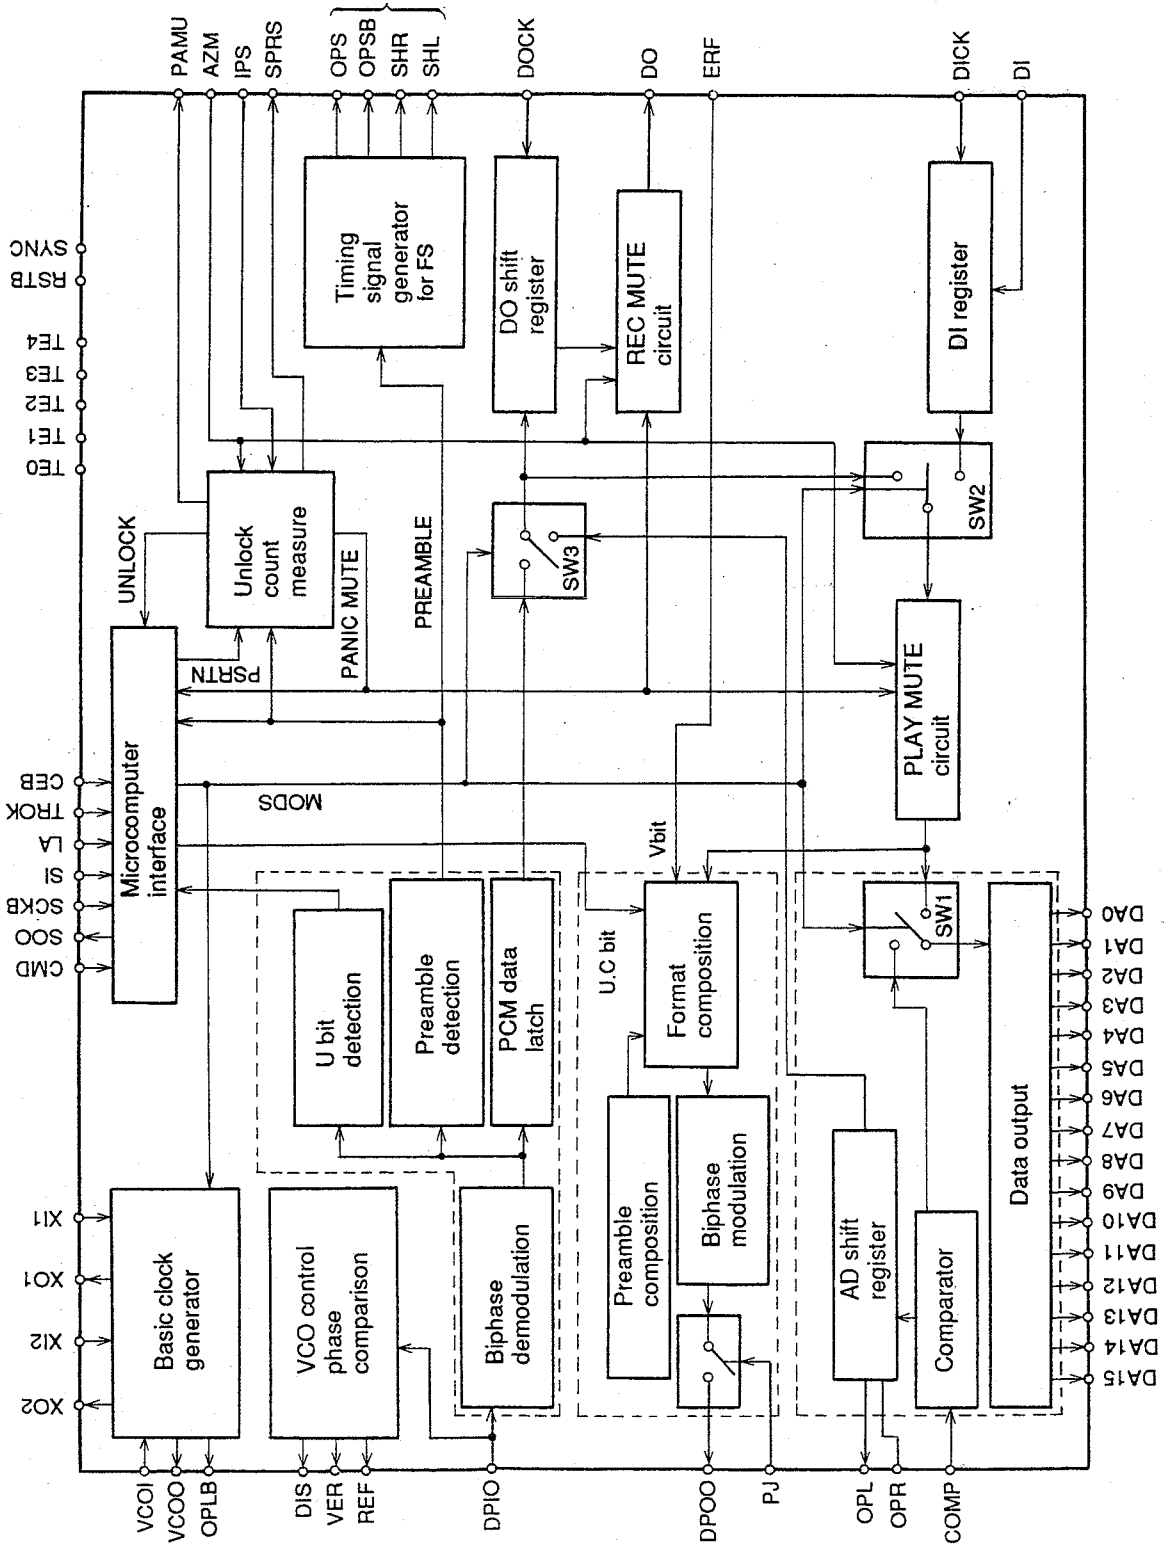 PAMU
AZM
IPS
SPRS
OPS
OPSB
SHR
SHL
DOCK
DO
ERF
DICK
DI
SYNC
RSTB
TE4
TE3
TE2
TE1
TE0
CEB
TROK
LA
SI
SCKB
SOO
CMD
XI1
XO1
XI2
XO2
Timing
signal
generator
for FS
DO shift
register
REC MUTE
circuit
DI register
UNLOCK
Unlock
count
measure
PSRTN
PANIC MUTE
PREAMBLE
SW3
SW2
Microcomputer
interface
MODS
Vbit
PLAY MUTE
circuit
U bit
detection
Preamble
detection
PCM data
latch
U.C bit
Format
composition
SW1
Basic clock
generator
VCO control
phase
comparison
Biphase
demodulation
Preamble
composition
Biphase
modulation
AD shift
register
Comparator
Data output
VCOI
VCOO
OPLB
DIS
VER
REF
DPIO
DPOO
PJ
OPL
OPR
COMP
DA0
DA1
DA2
DA3
DA4
DA5
DA6
DA7
DA8
DA9
DA10
DA11
DA12
DA13
DA14
DA15